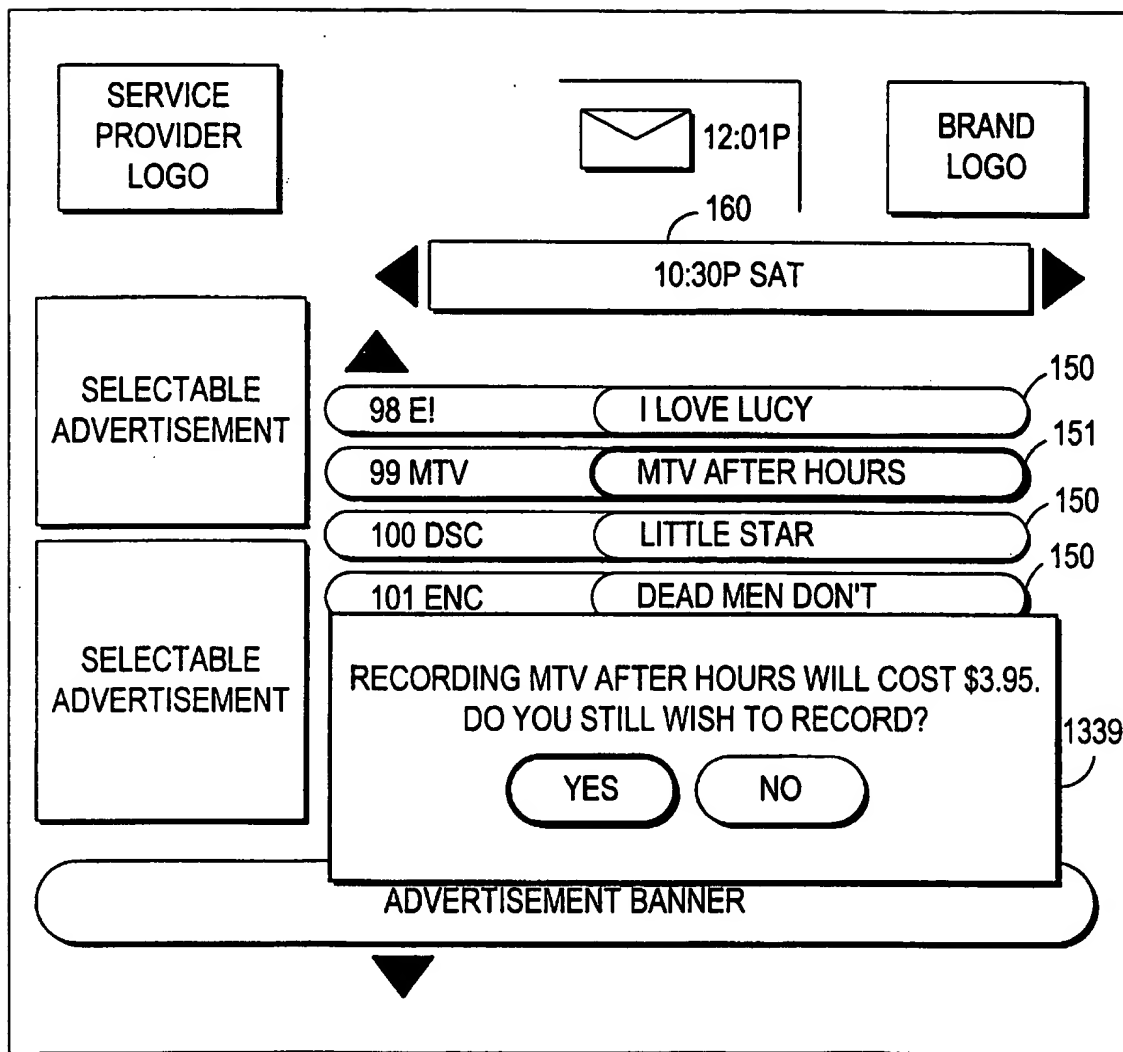 SERVICE
PROVIDER
LOGO
12:01P
BRAND
LOGO
160
10:30P SAT
SELECTABLE
ADVERTISEMENT
98 E! I LOVE LUCY 150
99 MTV MTV AFTER HOURS 151
100 DSC LITTLE STAR 150
101 ENC DEAD MEN DON'T 150
SELECTABLE
ADVERTISEMENT
RECORDING MTV AFTER HOURS WILL COST $3.95.
DO YOU STILL WISH TO RECORD?
1339
YES NO
ADVERTISEMENT BANNER